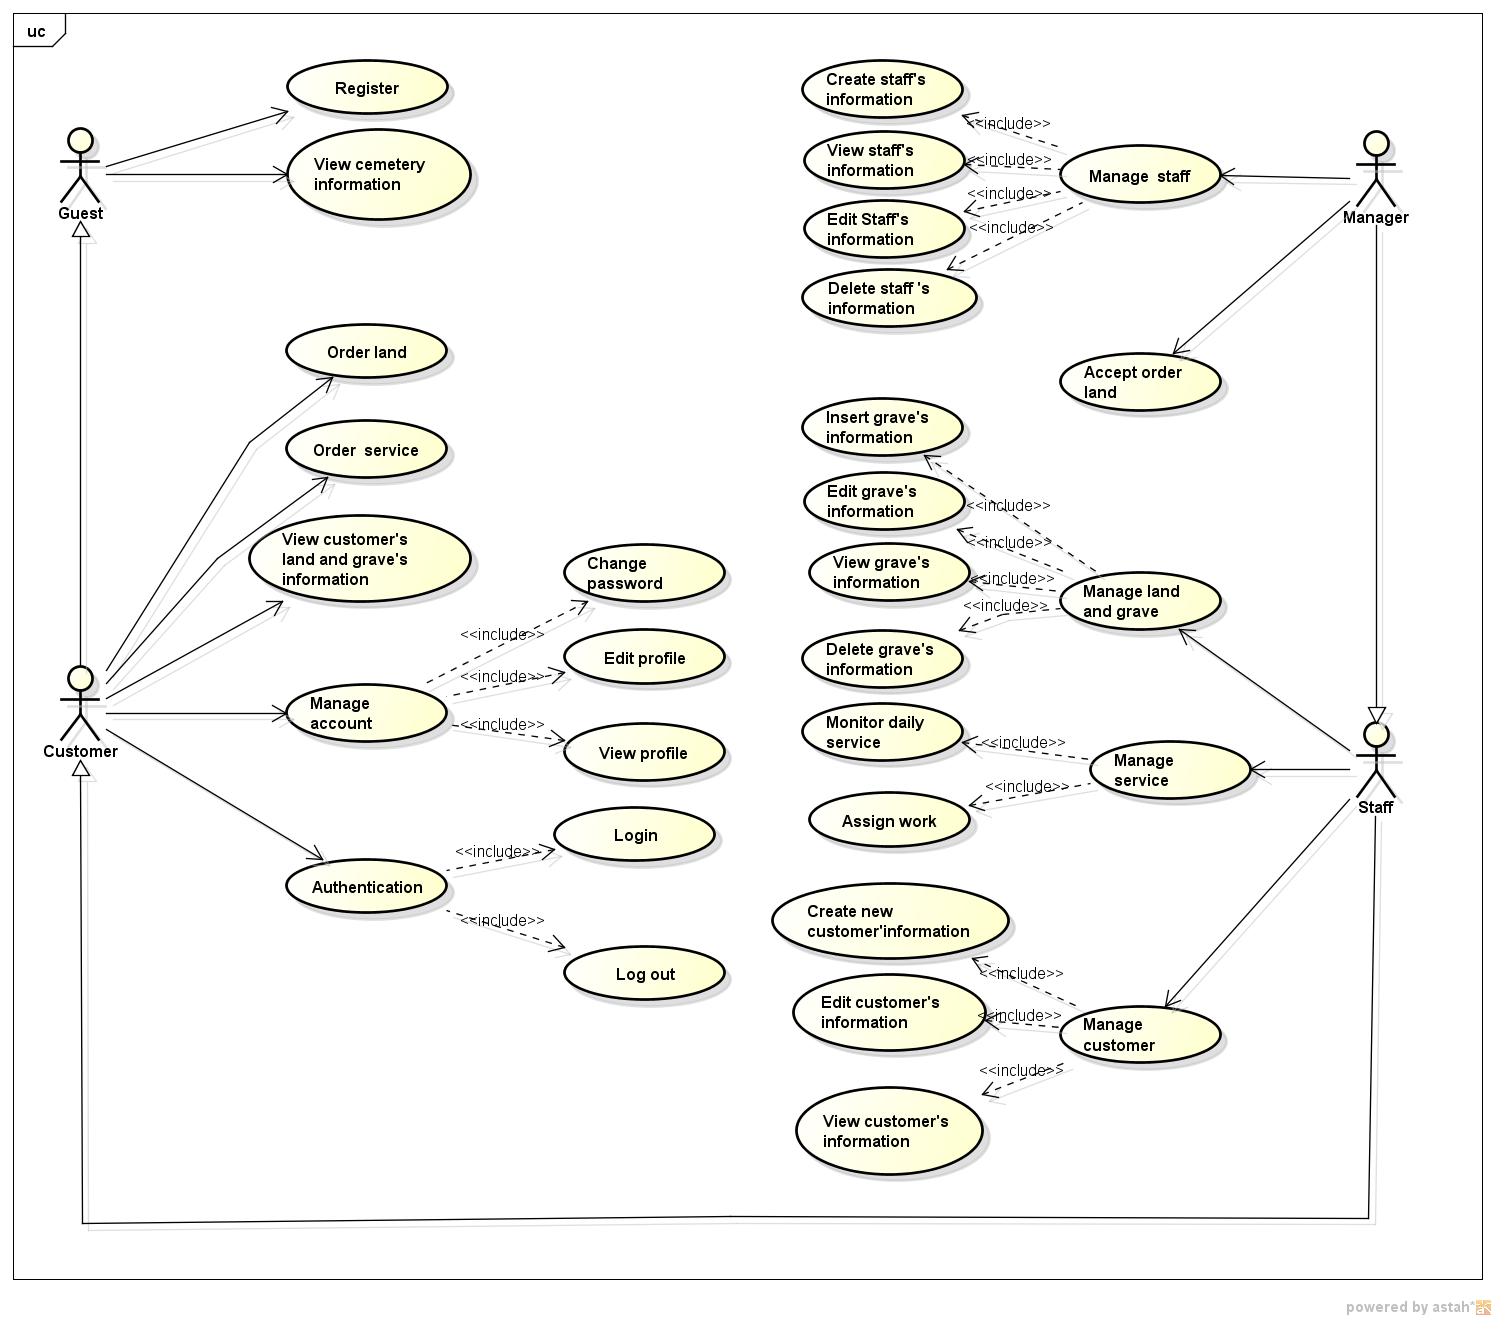 uc
Register
View cemetery
information
Guest
Order land
Order  service
View customer's
land and grave's
information
Customer
Manage
account
Authentication
<<include>>
Change
password
<<include>>
Edit profile
<<include>>
View profile
<<include>>
Login
<<include>>
Log out
Create staff's
information
<<include>>
View staff's
information
<<include>>
Edit Staff's
information
<<include>>
Delete staff 's
information
<<include>>
Manage  staff
Manager
Accept order
land
Insert grave's
information
<<include>>
Edit grave's
information
<<include>>
View grave's
information
<<include>>
Delete grave's
information
<<include>>
Manage land
and grave
Monitor daily
service
<<include>>
Assign work
<<include>>
Manage
service
Staff
Create new
customer'information
<<include>>
Edit customer's
information
<<include>>
View customer's
information
<<include>>
Manage
customer
powered by astah*